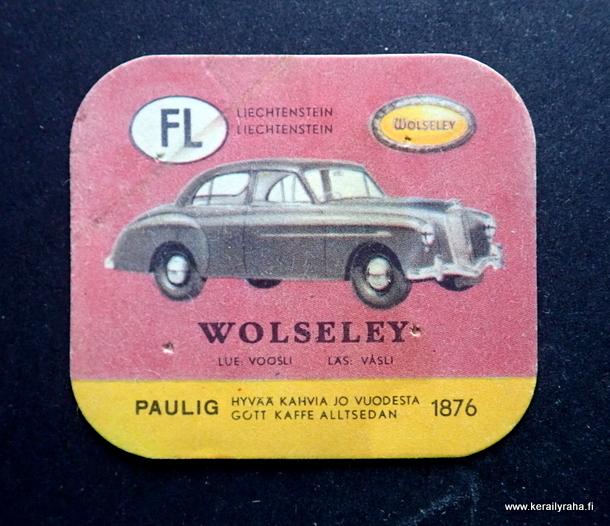 FL
LIECHTENSTEIN
LIECHTENSTEIN
WOLSELEY
WOLSELEY
LUE: VOOSLI LÄS: VÅSLI
PAULIG
HYVÄÄ KAHVIA JO VUODESTA
GOTT KAFFE ALLTSEDAN
1876
www.kerailyraha.fi